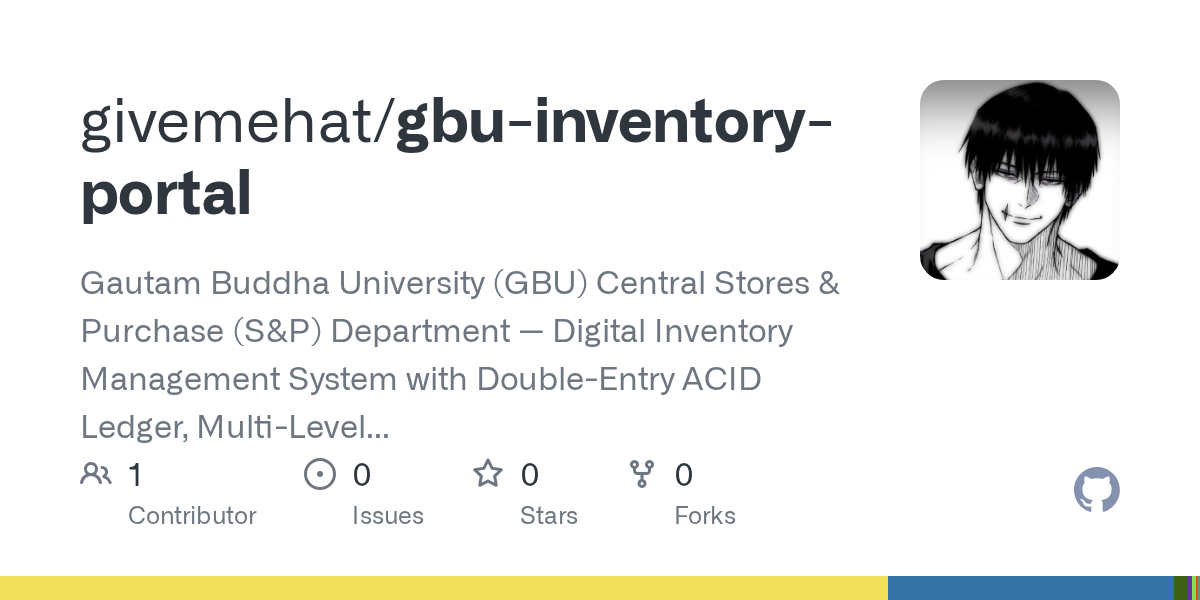 givemehat/gbu-inventory-
portal
Gautam Buddha University (GBU) Central Stores &
Purchase (S&P) Department — Digital Inventory
Management System with Double-Entry ACID
Ledger, Multi-Level...
1 0 0 0
Contributor Issues Stars Forks